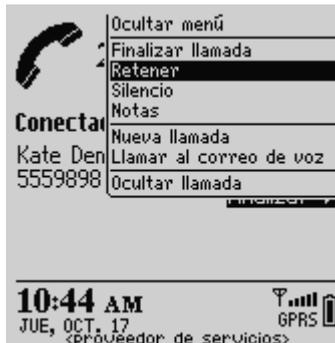 Ocultar menú
Finalizar llamada
Retener
Silencio
Notas
Nueva llamada
Llamar al correo de voz
Ocultar llamada
Conecta
Kate Den
5559898
10:44 AM
JUE, OCT. 17
GPRS
<proveedor de servicios>